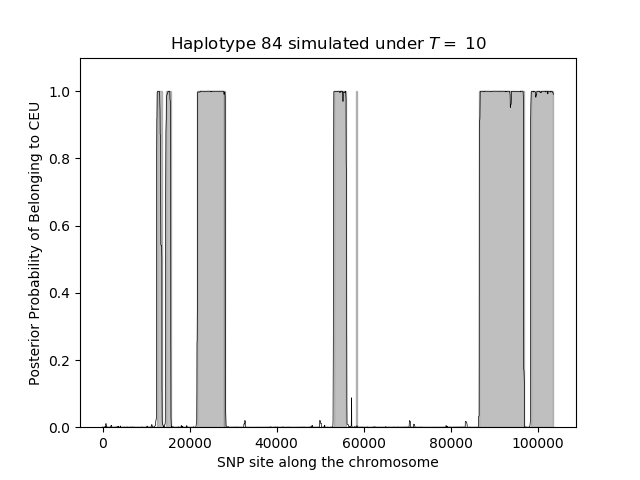 Haplotype 84 simulated under T = 10
Posterior Probability of Belonging to CEU
1.0
0.8
0.6
0.4
0.2
0.0
0 20000 40000 60000 80000 100000
SNP site along the chromosome